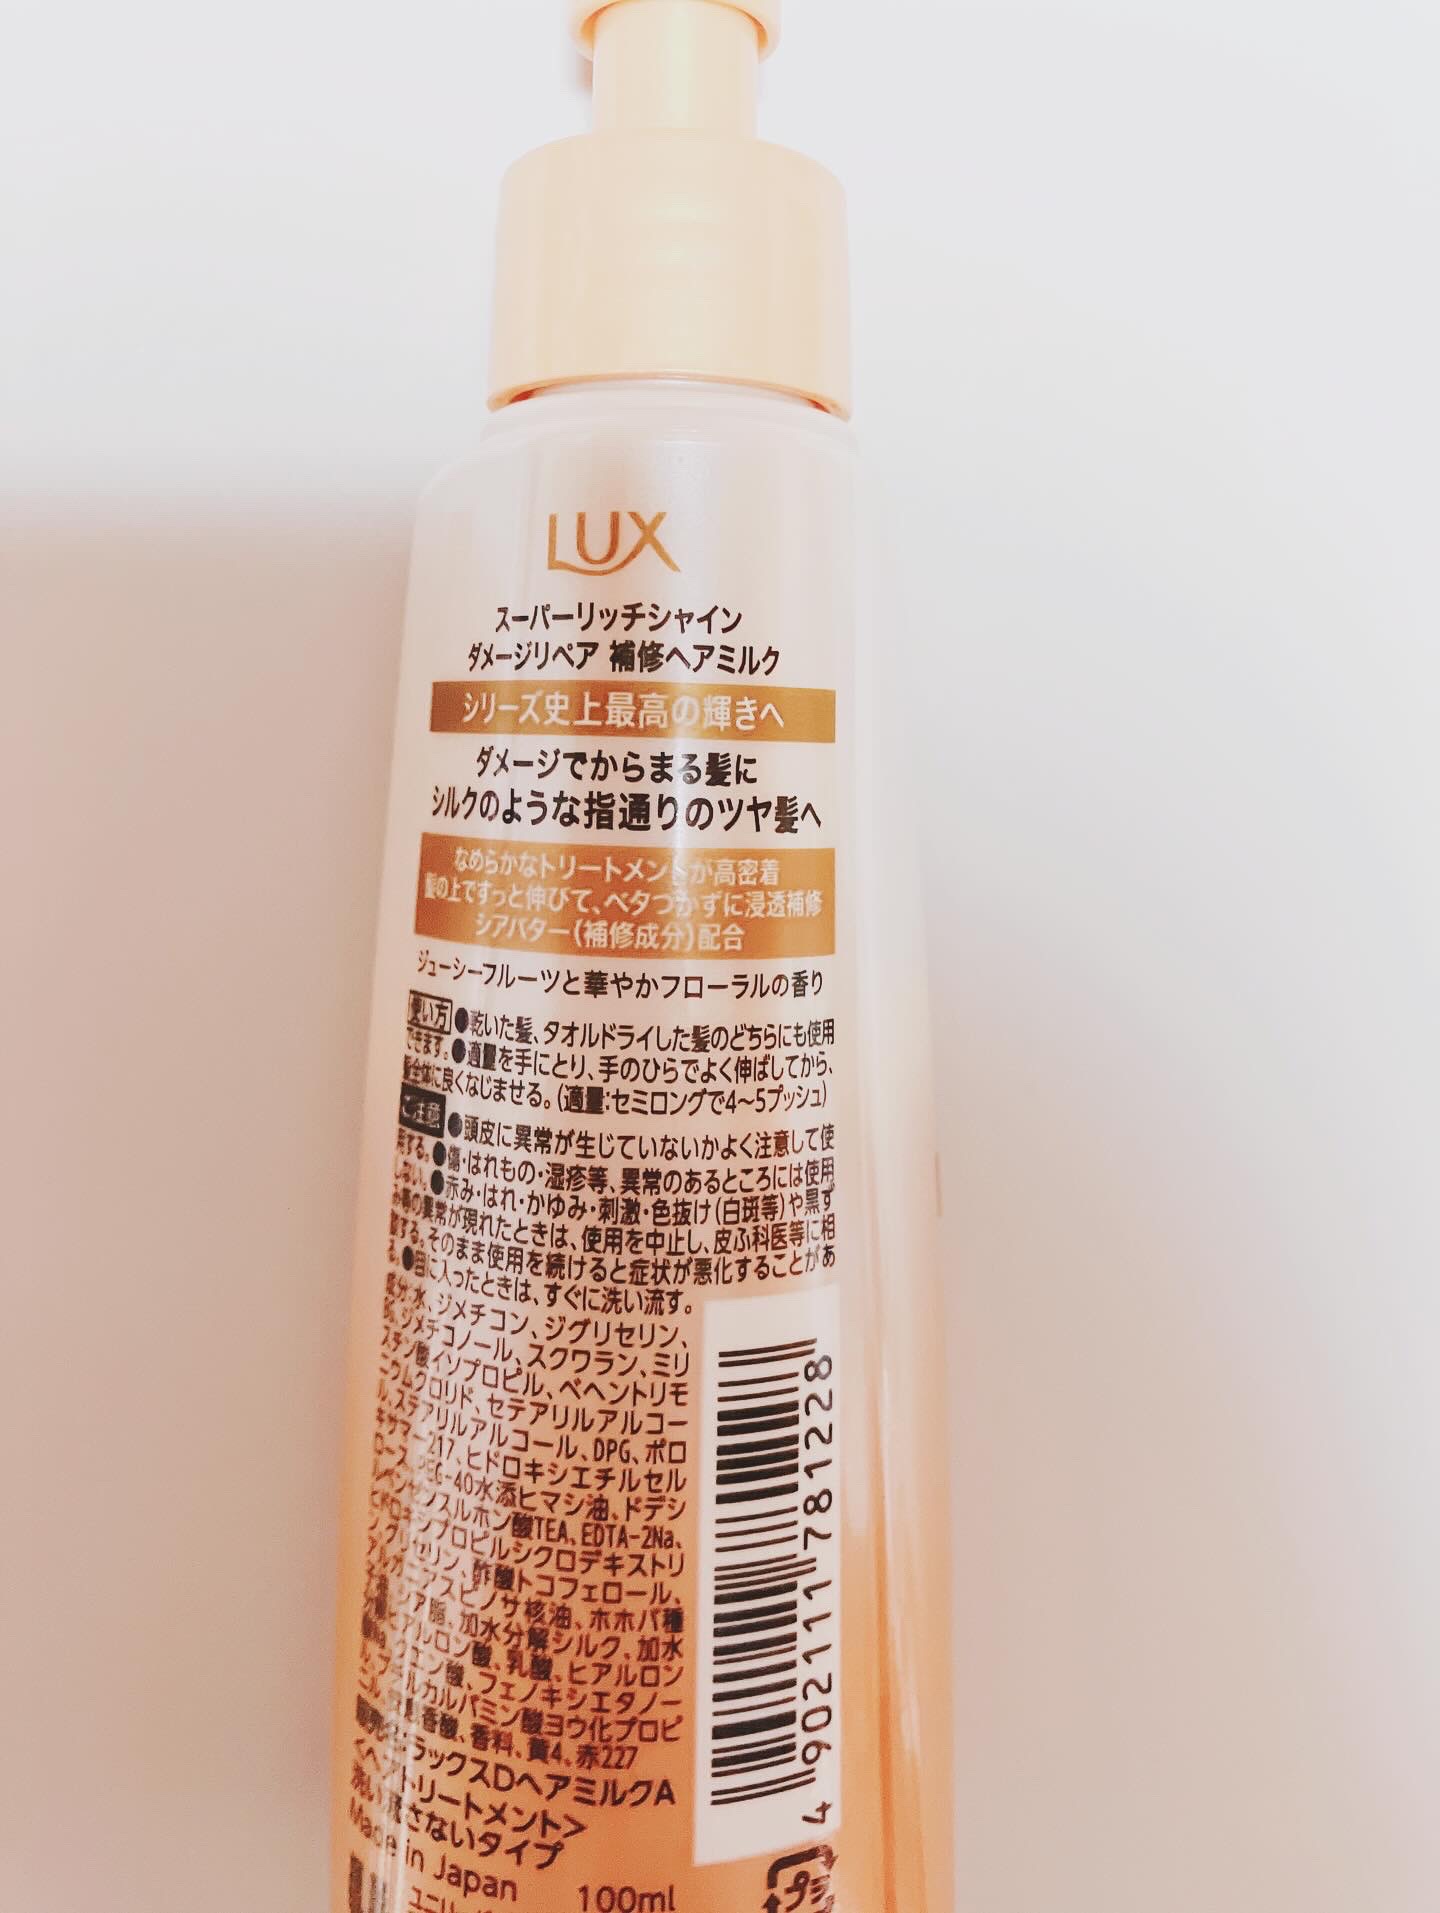 LUX
スーパーリッチシャイン
ダメージリペア 補修ヘアミルク
シリーズ史上最高の輝きへ
ダメージでからまる髪に
シルクのような指通りのツヤ髪へ
なめらかなトリートメントが高密着
髪の上ですっと伸びて、ベタつかずに浸透補修
シアバター(補修成分)配合
ジューシーフルーツと華やかフローラルの香り
使い方 ●乾いた髪、タオルドライした髪のどちらにも使用
できます。●適量を手にとり、手のひらでよく伸ばしてから、
髪全体に良くなじませる。(適量:セミロングで4〜5プッシュ)
ご注意 ●頭皮に異常が生じていないかよく注意して使
用する。●傷・はれもの・湿疹等、異常のあるところには使用
しない。●赤み・はれ・かゆみ・刺激・色抜け(白斑等)や黒ず
み等の異常が現れたときは、使用を中止し、皮ふ科医等に相
談する。そのまま使用を続けると症状が悪化することがあ
る。●目に入ったときは、すぐに洗い流す。
成分:水、ジメチコン、ジグリセリン、
BG、ジメチコノール、スクワラン、ミリ
スチン酸イソプロピル、ベヘントリモ
ニウムクロリド、セテアリルアルコー
ル、ステアリルアルコール、DPG、ポロ
キサマー217、ヒドロキシエチルセル
ロース、PEG-40水添ヒマシ油、ドデシ
ルベンゼンスルホン酸TEA、EDTA-2Na、
ヒドロキシプロピルシクロデキストリ
ン、グリセリン、酢酸トコフェロール、
アルガニアスピノサ核油、ホホバ種
シア脂、加水分解シルク、加水
分解ヒアルロン酸、乳酸、ヒアルロン
酸Na、クエン酸、フェノキシエタノー
ル、ブチルカルバミン酸ヨウ化プロピ
ニル、安息香酸、香料、黄4、赤227
ラックスDヘアミルクA
<ヘアトリートメント>
洗い流さないタイプ
Made in Japan
100ml
プラ
ユニリ
4 902111 781228